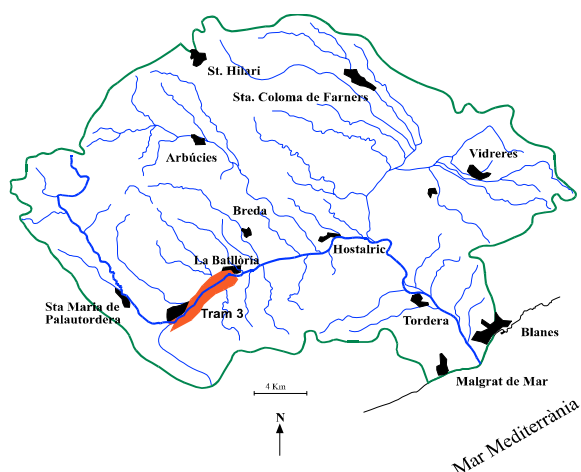 St. Hilari
Sta. Coloma de Farners
Arbúcies
Vidreres
Breda
Hostalric
La Batllòria
Sta Maria de
Palautordera
Tram 3
Tordera
Blanes
Malgrat de Mar
4 Km
N
Mar Mediterrània